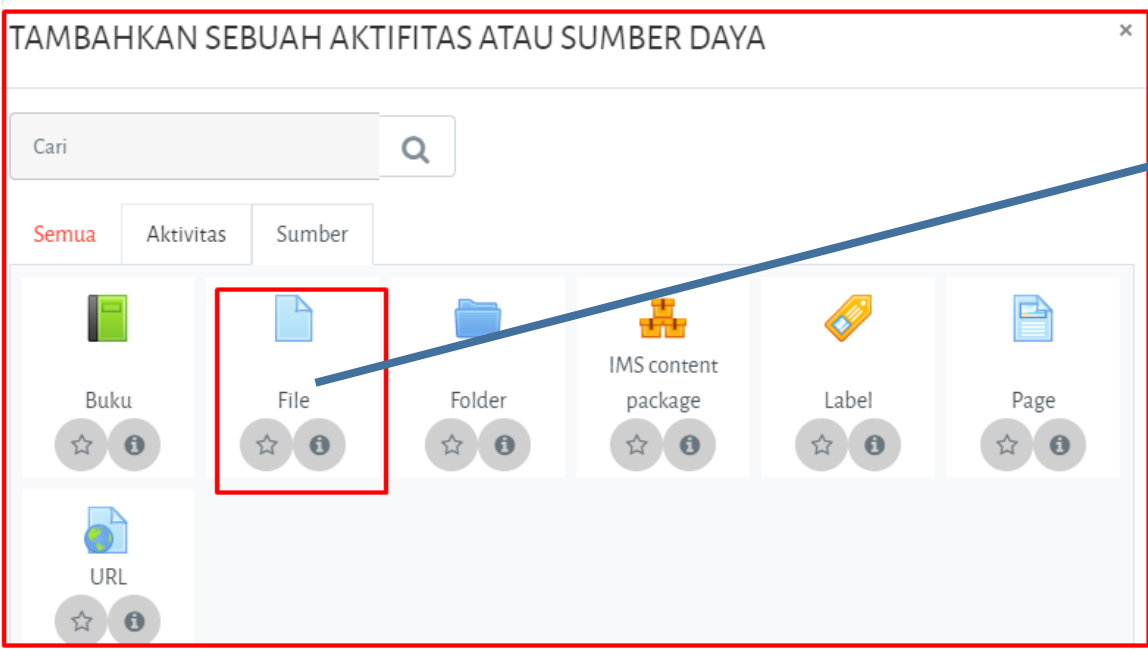 TAMBAHKAN SEBUAH AKTIFITAS ATAU SUMBER DAYA
Cari
Semua Aktivitas Sumber
Buku File Folder IMS content package Label Page
URL